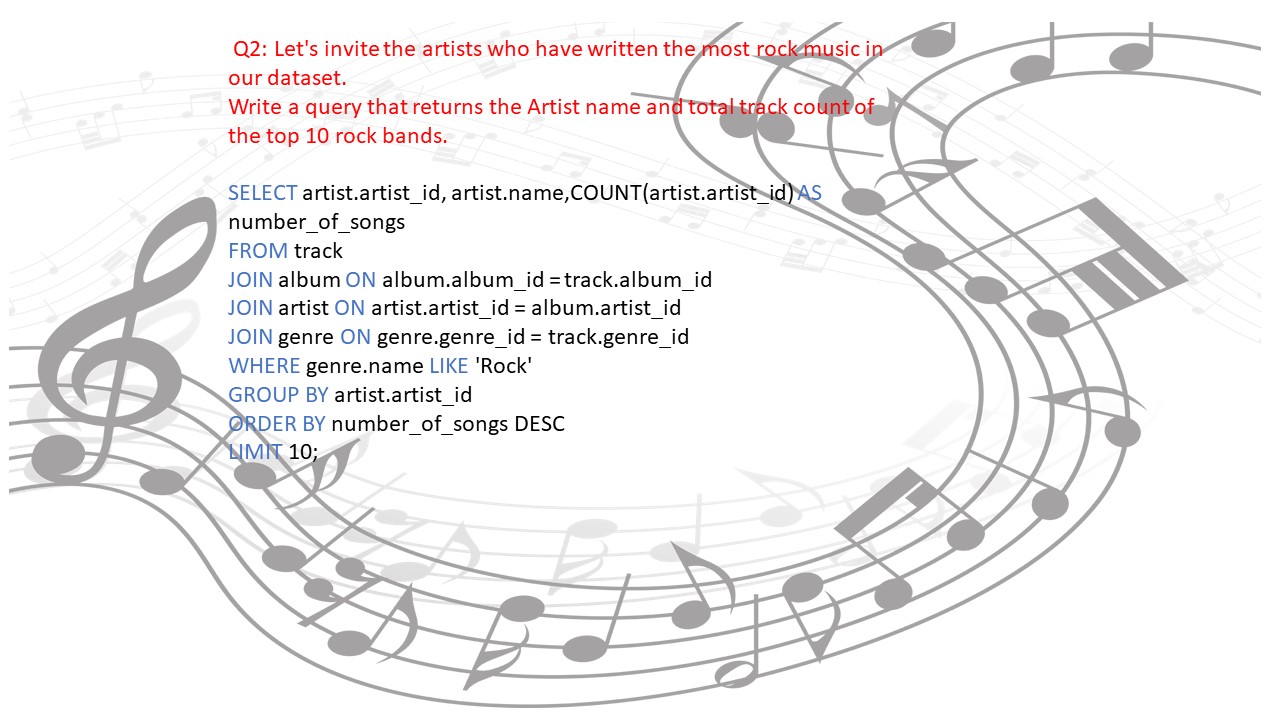 Q2: Let's invite the artists who have written the most rock music in
our dataset.
Write a query that returns the Artist name and total track count of
the top 10 rock bands.
SELECT artist.artist_id, artist.name,COUNT(artist.artist_id) AS
number_of_songs
FROM track
JOIN album ON album.album_id = track.album_id
JOIN artist ON artist.artist_id = album.artist_id
JOIN genre ON genre.genre_id = track.genre_id
WHERE genre.name LIKE 'Rock'
GROUP BY artist.artist_id
ORDER BY number_of_songs DESC
LIMIT 10;